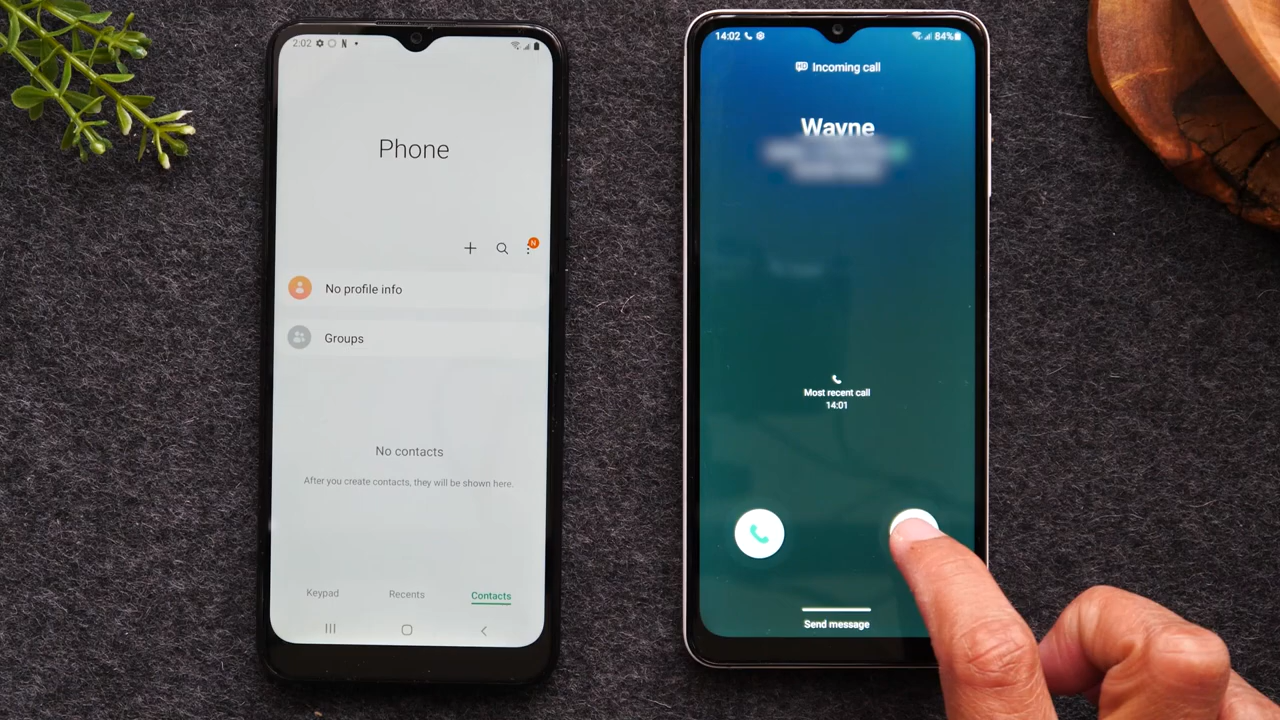 2:02 N
Phone
N
No profile info
Groups
No contacts
After you create contacts, they will be shown here.
Keypad Recents Contacts
14:02 84%
HD Incoming call
Wayne
Most recent call
14:01
Send message